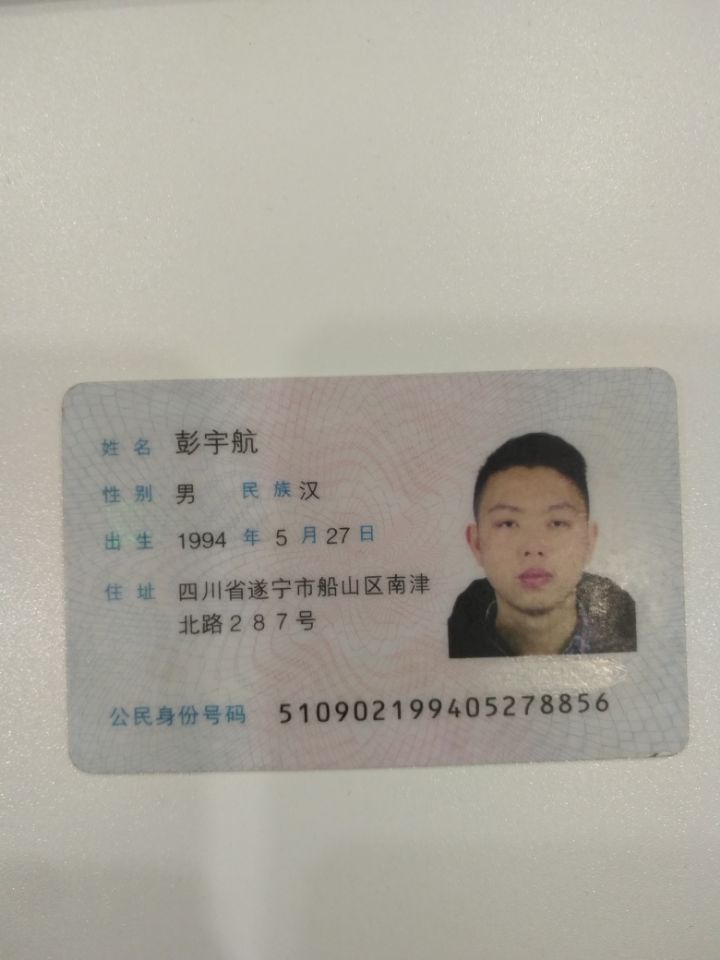 姓名 彭宇航
性别 男 民族 汉
出生 1994 年 5 月 27 日
住址 四川省遂宁市船山区南津
北路287号
公民身份号码 510902199405278856